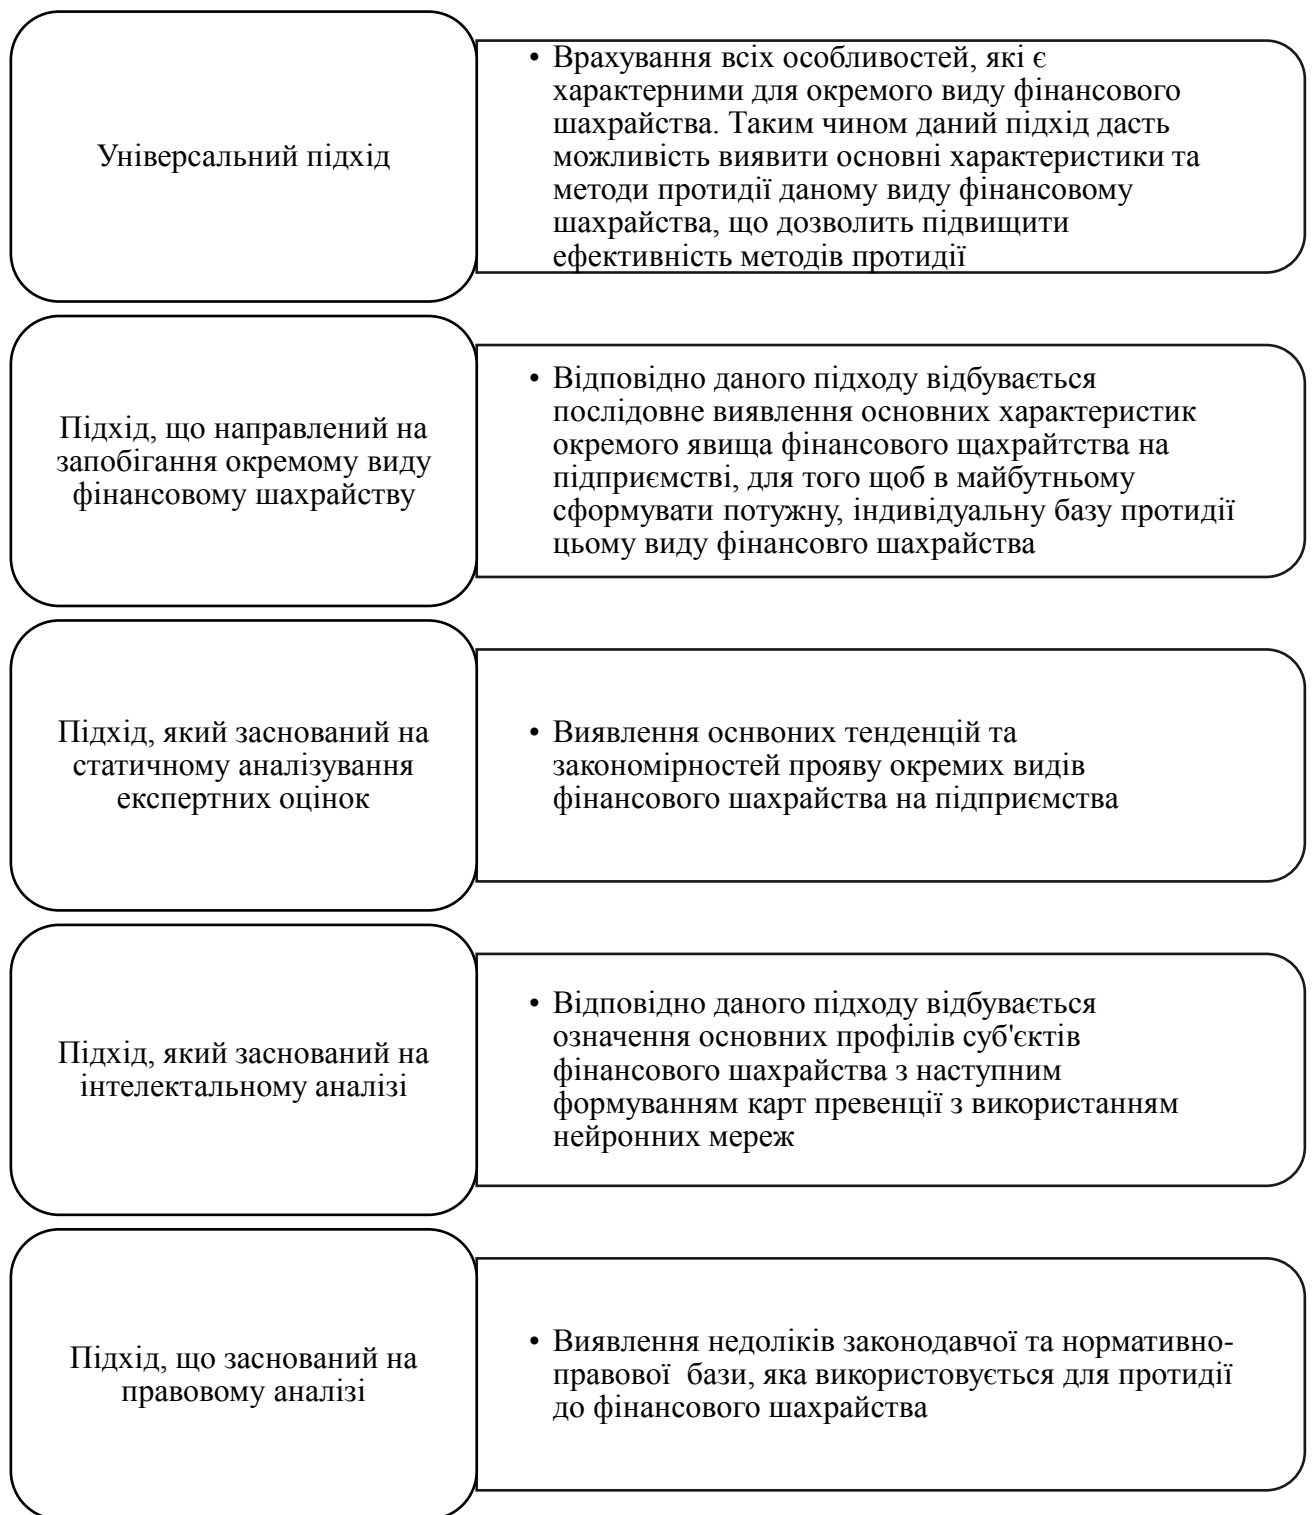 Універсальний підхід
• Врахування всіх особливостей, які є
характерними для окремого виду фінансового
шахрайства. Таким чином даний підхід дасть
можливість виявити основні характеристики та
методи протидії даному виду фінансовому
шахрайства, що дозволить підвищити
ефективність методів протидії
Підхід, що направлений на
запобігання окремому виду
фінансовому шахрайству
• Відповідно даного підходу відбувається
послідовне виявлення основних характеристик
окремого явища фінансового щахрайтства на
підприємстві, для того щоб в майбутньому
сформувати потужну, індивідуальну базу протидії
цьому виду фінансовго шахрайства
Підхід, який заснований на
статичному аналізування
експертних оцінок
• Виявлення оснвоних тенденцій та
закономірностей прояву окремих видів
фінансового шахрайства на підприємства
Підхід, який заснований на
інтелектальному аналізі
• Відповідно даного підходу відбувається
означення основних профілів суб'єктів
фінансового шахрайства з наступним
формуванням карт превенції з використанням
нейронних мереж
Підхід, що заснований на
правовому аналізі
• Виявлення недоліків законодавчої та нормативно-
правової  бази, яка використовується для протидії
до фінансового шахрайства